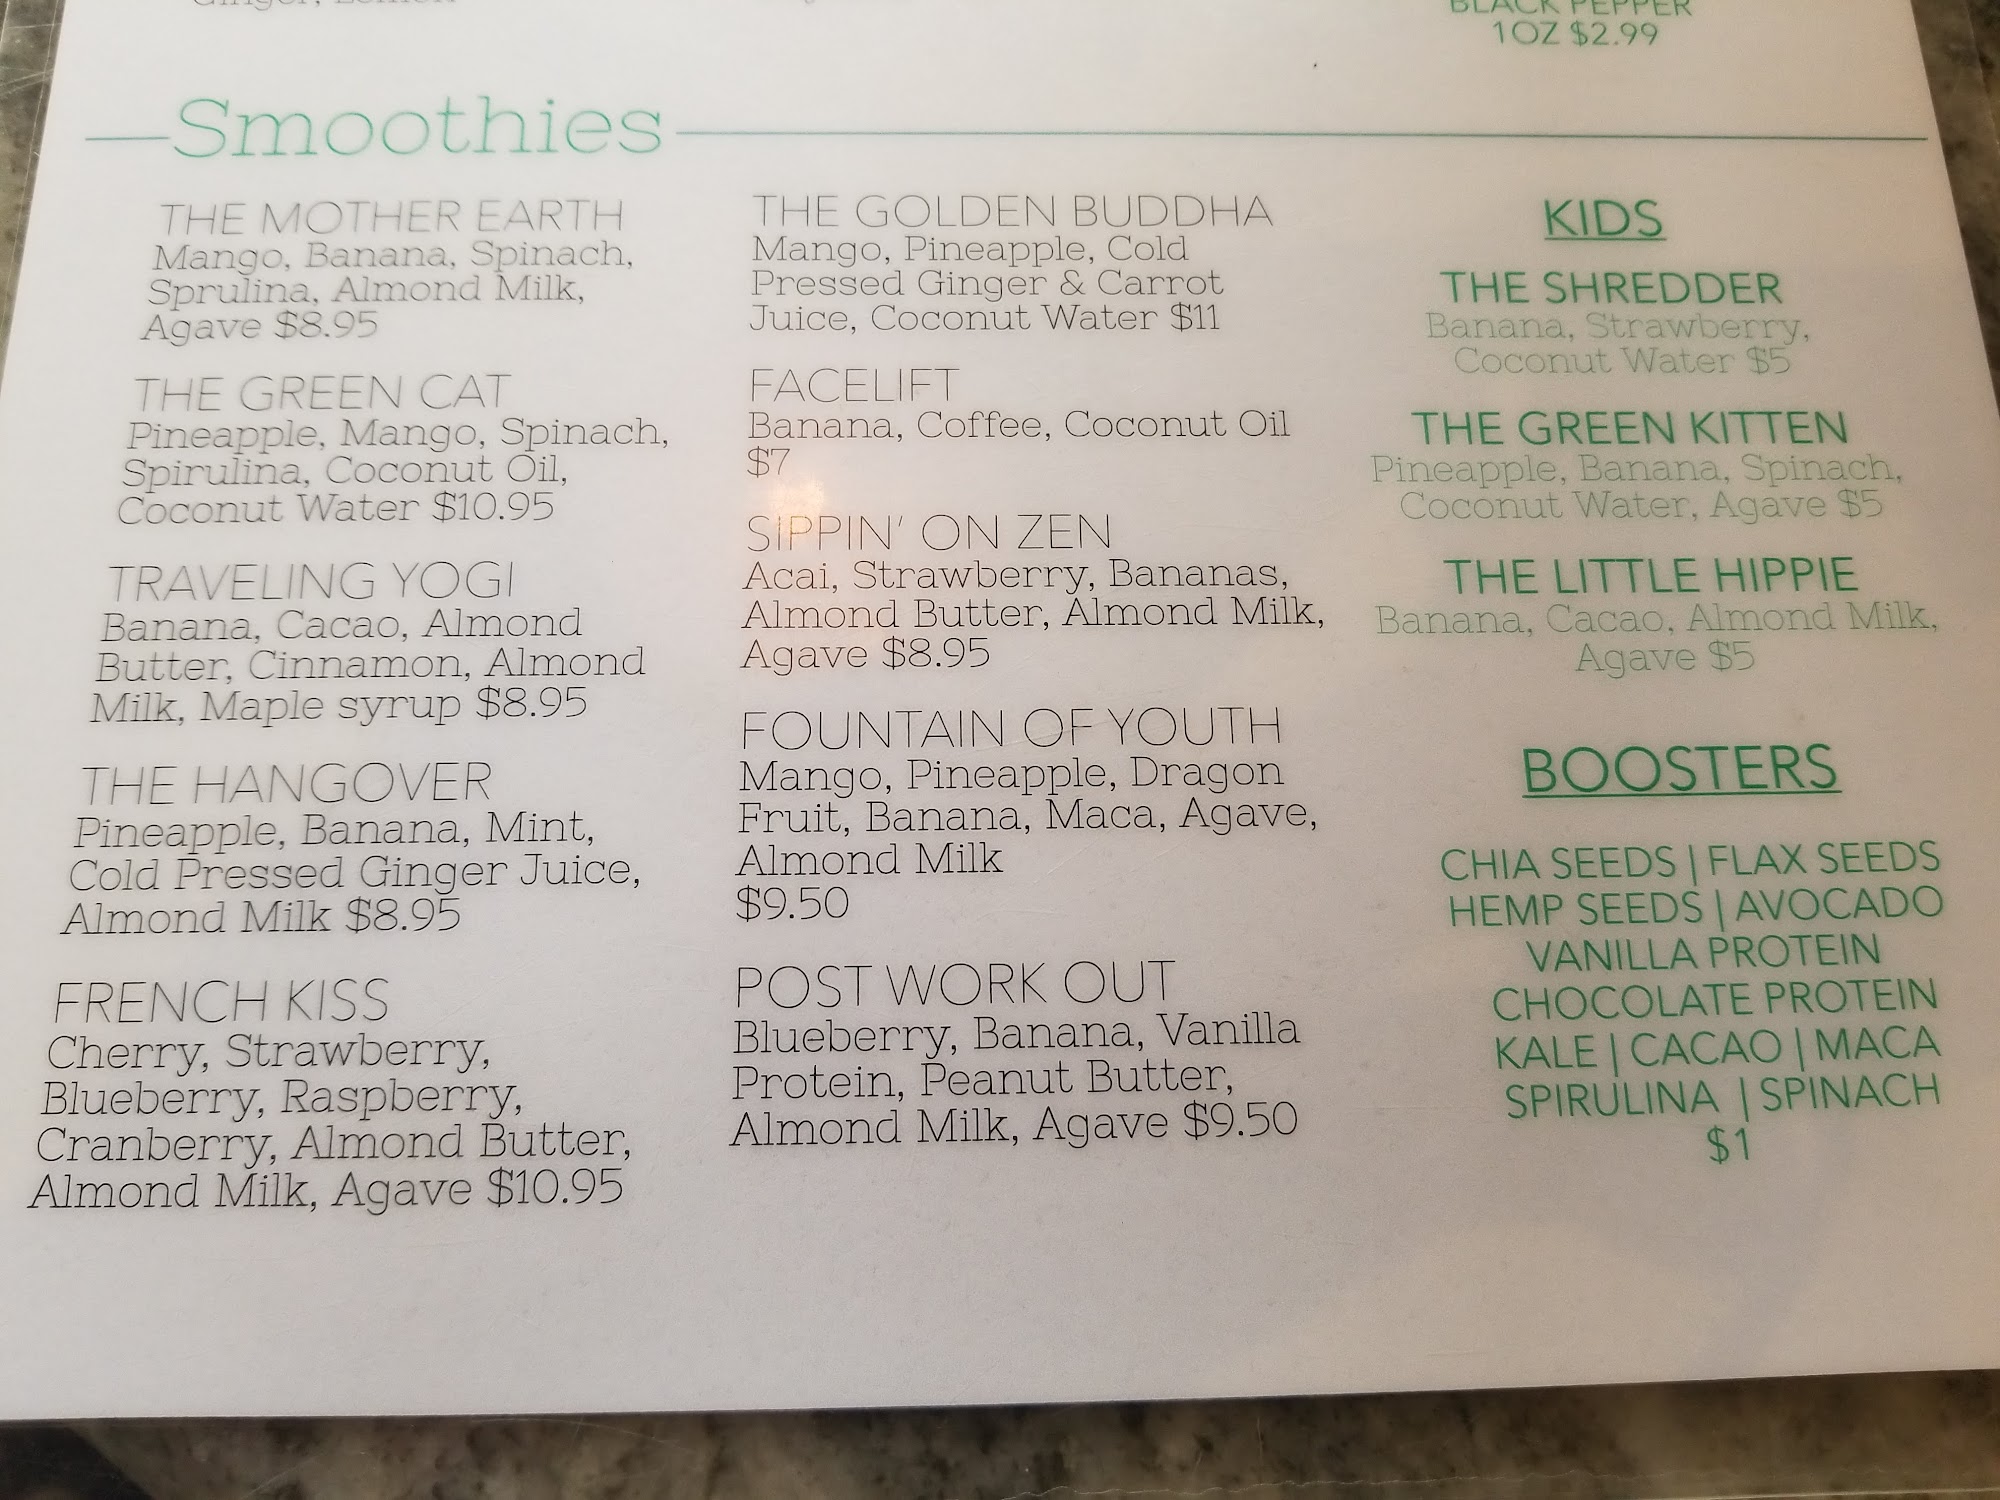 BLACK PEPPER
1OZ $2.99
Smoothies
THE MOTHER EARTH
Mango, Banana, Spinach,
Sprulina, Almond Milk,
Agave $8.95
THE GREEN CAT
Pineapple, Mango, Spinach,
Spirulina, Coconut Oil,
Coconut Water $10.95
TRAVELING YOGI
Banana, Cacao, Almond
Butter, Cinnamon, Almond
Milk, Maple syrup $8.95
THE HANGOVER
Pineapple, Banana, Mint,
Cold Pressed Ginger Juice,
Almond Milk $8.95
FRENCH KISS
Cherry, Strawberry,
Blueberry, Raspberry,
Cranberry, Almond Butter,
Almond Milk, Agave $10.95
THE GOLDEN BUDDHA
Mango, Pineapple, Cold
Pressed Ginger & Carrot
Juice, Coconut Water $11
FACELIFT
Banana, Coffee, Coconut Oil
$7
SIPPIN' ON ZEN
Acai, Strawberry, Bananas,
Almond Butter, Almond Milk,
Agave $8.95
FOUNTAIN OF YOUTH
Mango, Pineapple, Dragon
Fruit, Banana, Maca, Agave,
Almond Milk
$9.50
POST WORK OUT
Blueberry, Banana, Vanilla
Protein, Peanut Butter,
Almond Milk, Agave $9.50
KIDS
THE SHREDDER
Banana, Strawberry,
Coconut Water $5
THE GREEN KITTEN
Pineapple, Banana, Spinach,
Coconut Water, Agave $5
THE LITTLE HIPPIE
Banana, Cacao, Almond Milk,
Agave $5
BOOSTERS
CHIA SEEDS | FLAX SEEDS
HEMP SEEDS | AVOCADO
VANILLA PROTEIN
CHOCOLATE PROTEIN
KALE | CACAO | MACA
SPIRULINA | SPINACH
$1